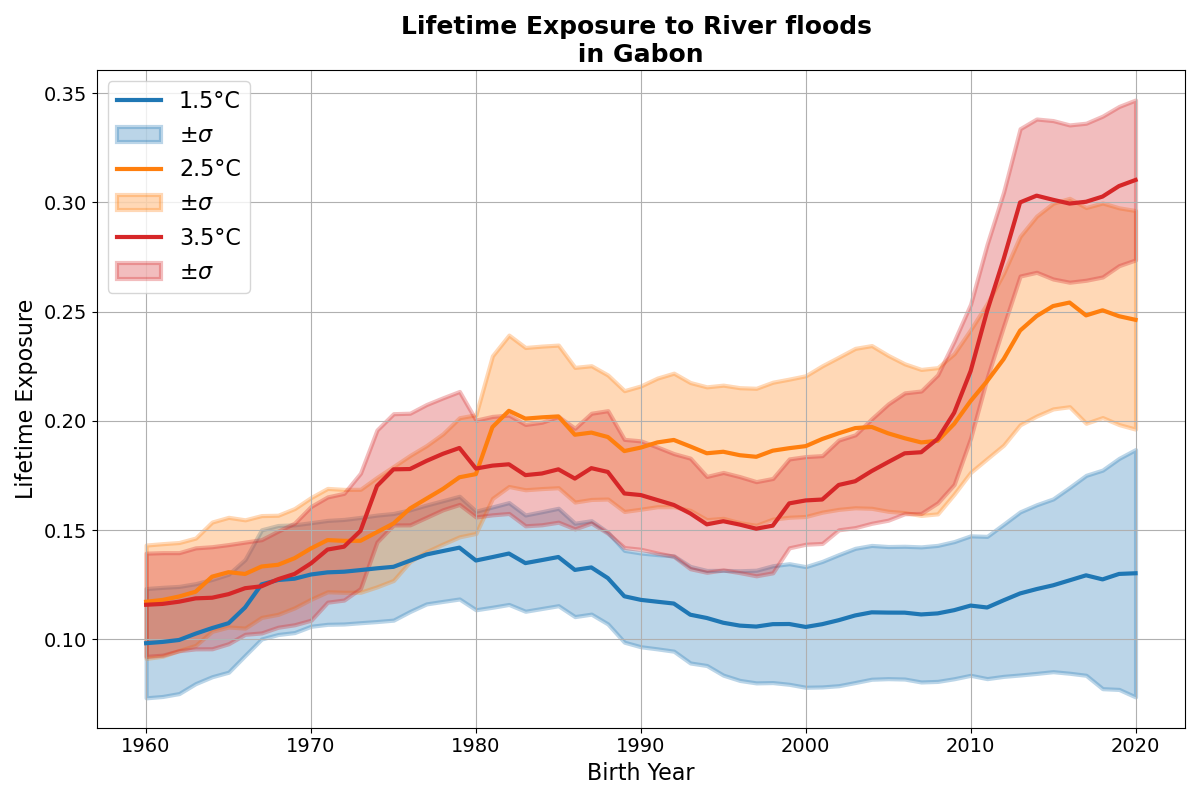 Lifetime Exposure to River floods
in Gabon
1.5°C
±σ
2.5°C
±σ
3.5°C
±σ
Lifetime Exposure
0.35
0.30
0.25
0.20
0.15
0.10
1960 1970 1980 1990 2000 2010 2020
Birth Year